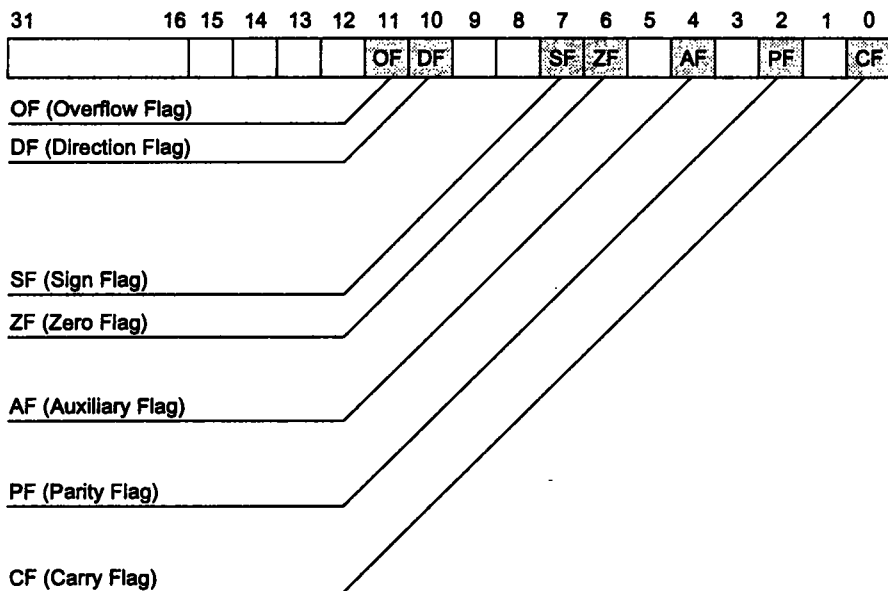 31 16 15 14 13 12 11 10 9 8 7 6 5 4 3 2 1 0
OF DF SF ZF AF PF CF
OF (Overflow Flag)
DF (Direction Flag)
SF (Sign Flag)
ZF (Zero Flag)
AF (Auxiliary Flag)
PF (Parity Flag)
CF (Carry Flag)